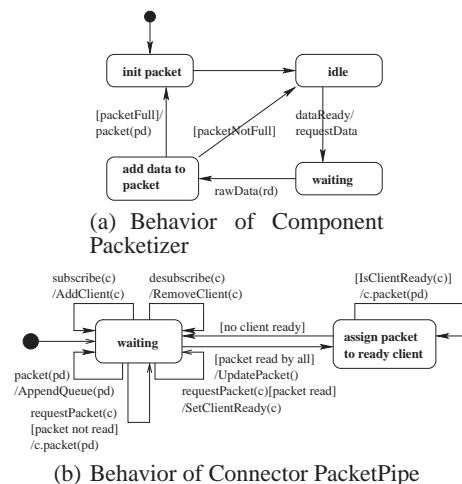 init packet
idle
[packetFull]/
packet(pd)
[packetNotFull]
dataReady/
requestData
add data to
packet
rawData(rd)
waiting
(a) Behavior of Component
Packetizer
subscribe(c)
/AddClient(c)
desubscribe(c)
/RemoveClient(c)
[IsClientReady(c)]
/c.packet(pd)
waiting
[no client ready]
assign packet
to ready client
[packet read by all]
/UpdatePacket()
packet(pd)
/AppendQueue(pd)
requestPacket(c)[packet read]
/SetClientReady(c)
requestPacket(c)
[packet not read]
/c.packet(pd)
(b) Behavior of Connector PacketPipe